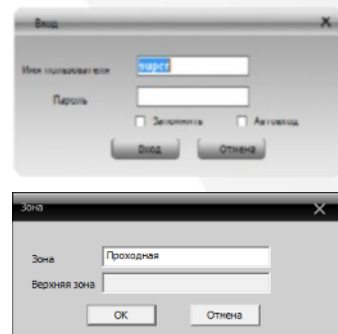 Вход
Имя пользователя super
Пароль
Запомнить Автовход
Вход Отмена
Зона
Зона Проходная
Верхняя зона
OK Отмена